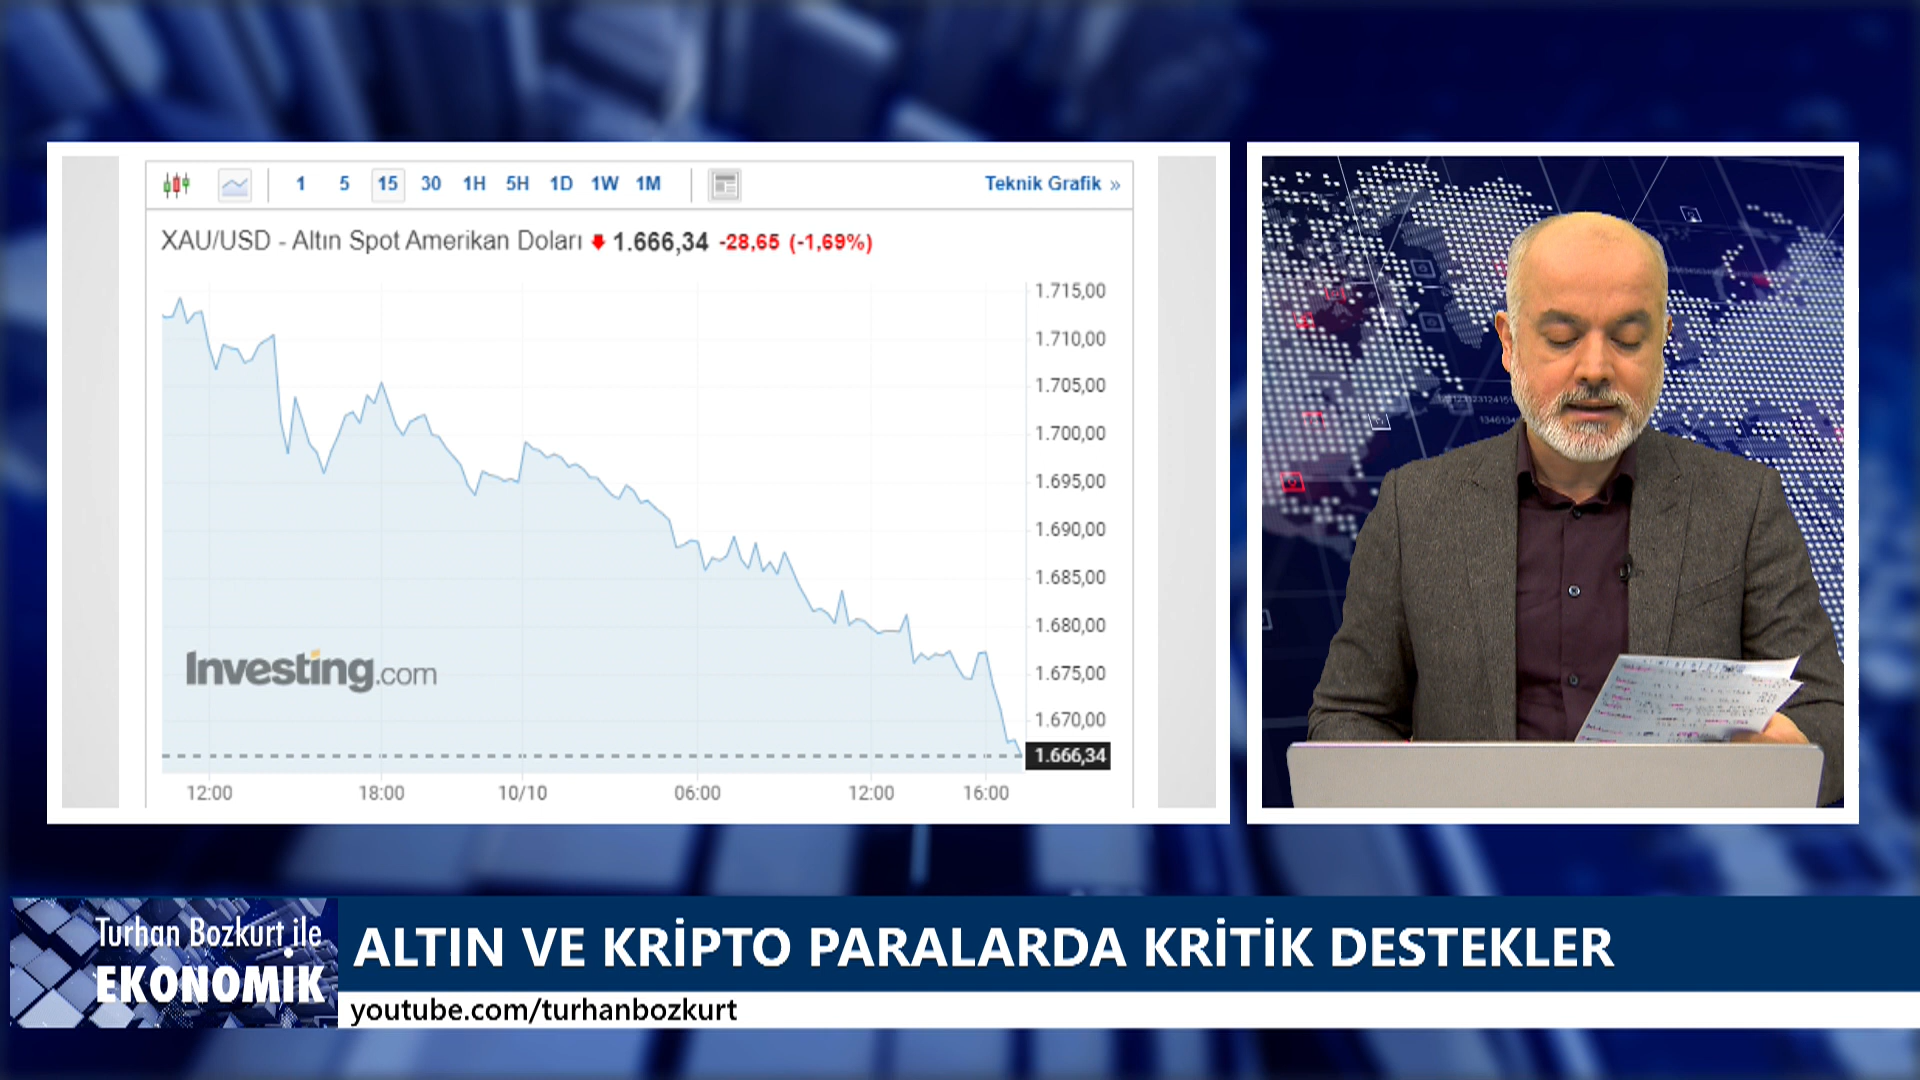 1 5 15 30 1H 5H 1D 1W 1M Teknik Grafik »
XAU/USD - Altın Spot Amerikan Doları 1.666,34 -28,65 (-1,69%)
1.715,00
1.710,00
1.705,00
1.700,00
1.695,00
1.690,00
1.685,00
1.680,00
1.675,00
1.670,00
1.666,34
Investing.com
12:00 18:00 10/10 06:00 12:00 16:00
Turhan Bozkurt ile
EKONOMİK
ALTIN VE KRİPTO PARALARDA KRİTİK DESTEKLER
youtube.com/turhanbozkurt